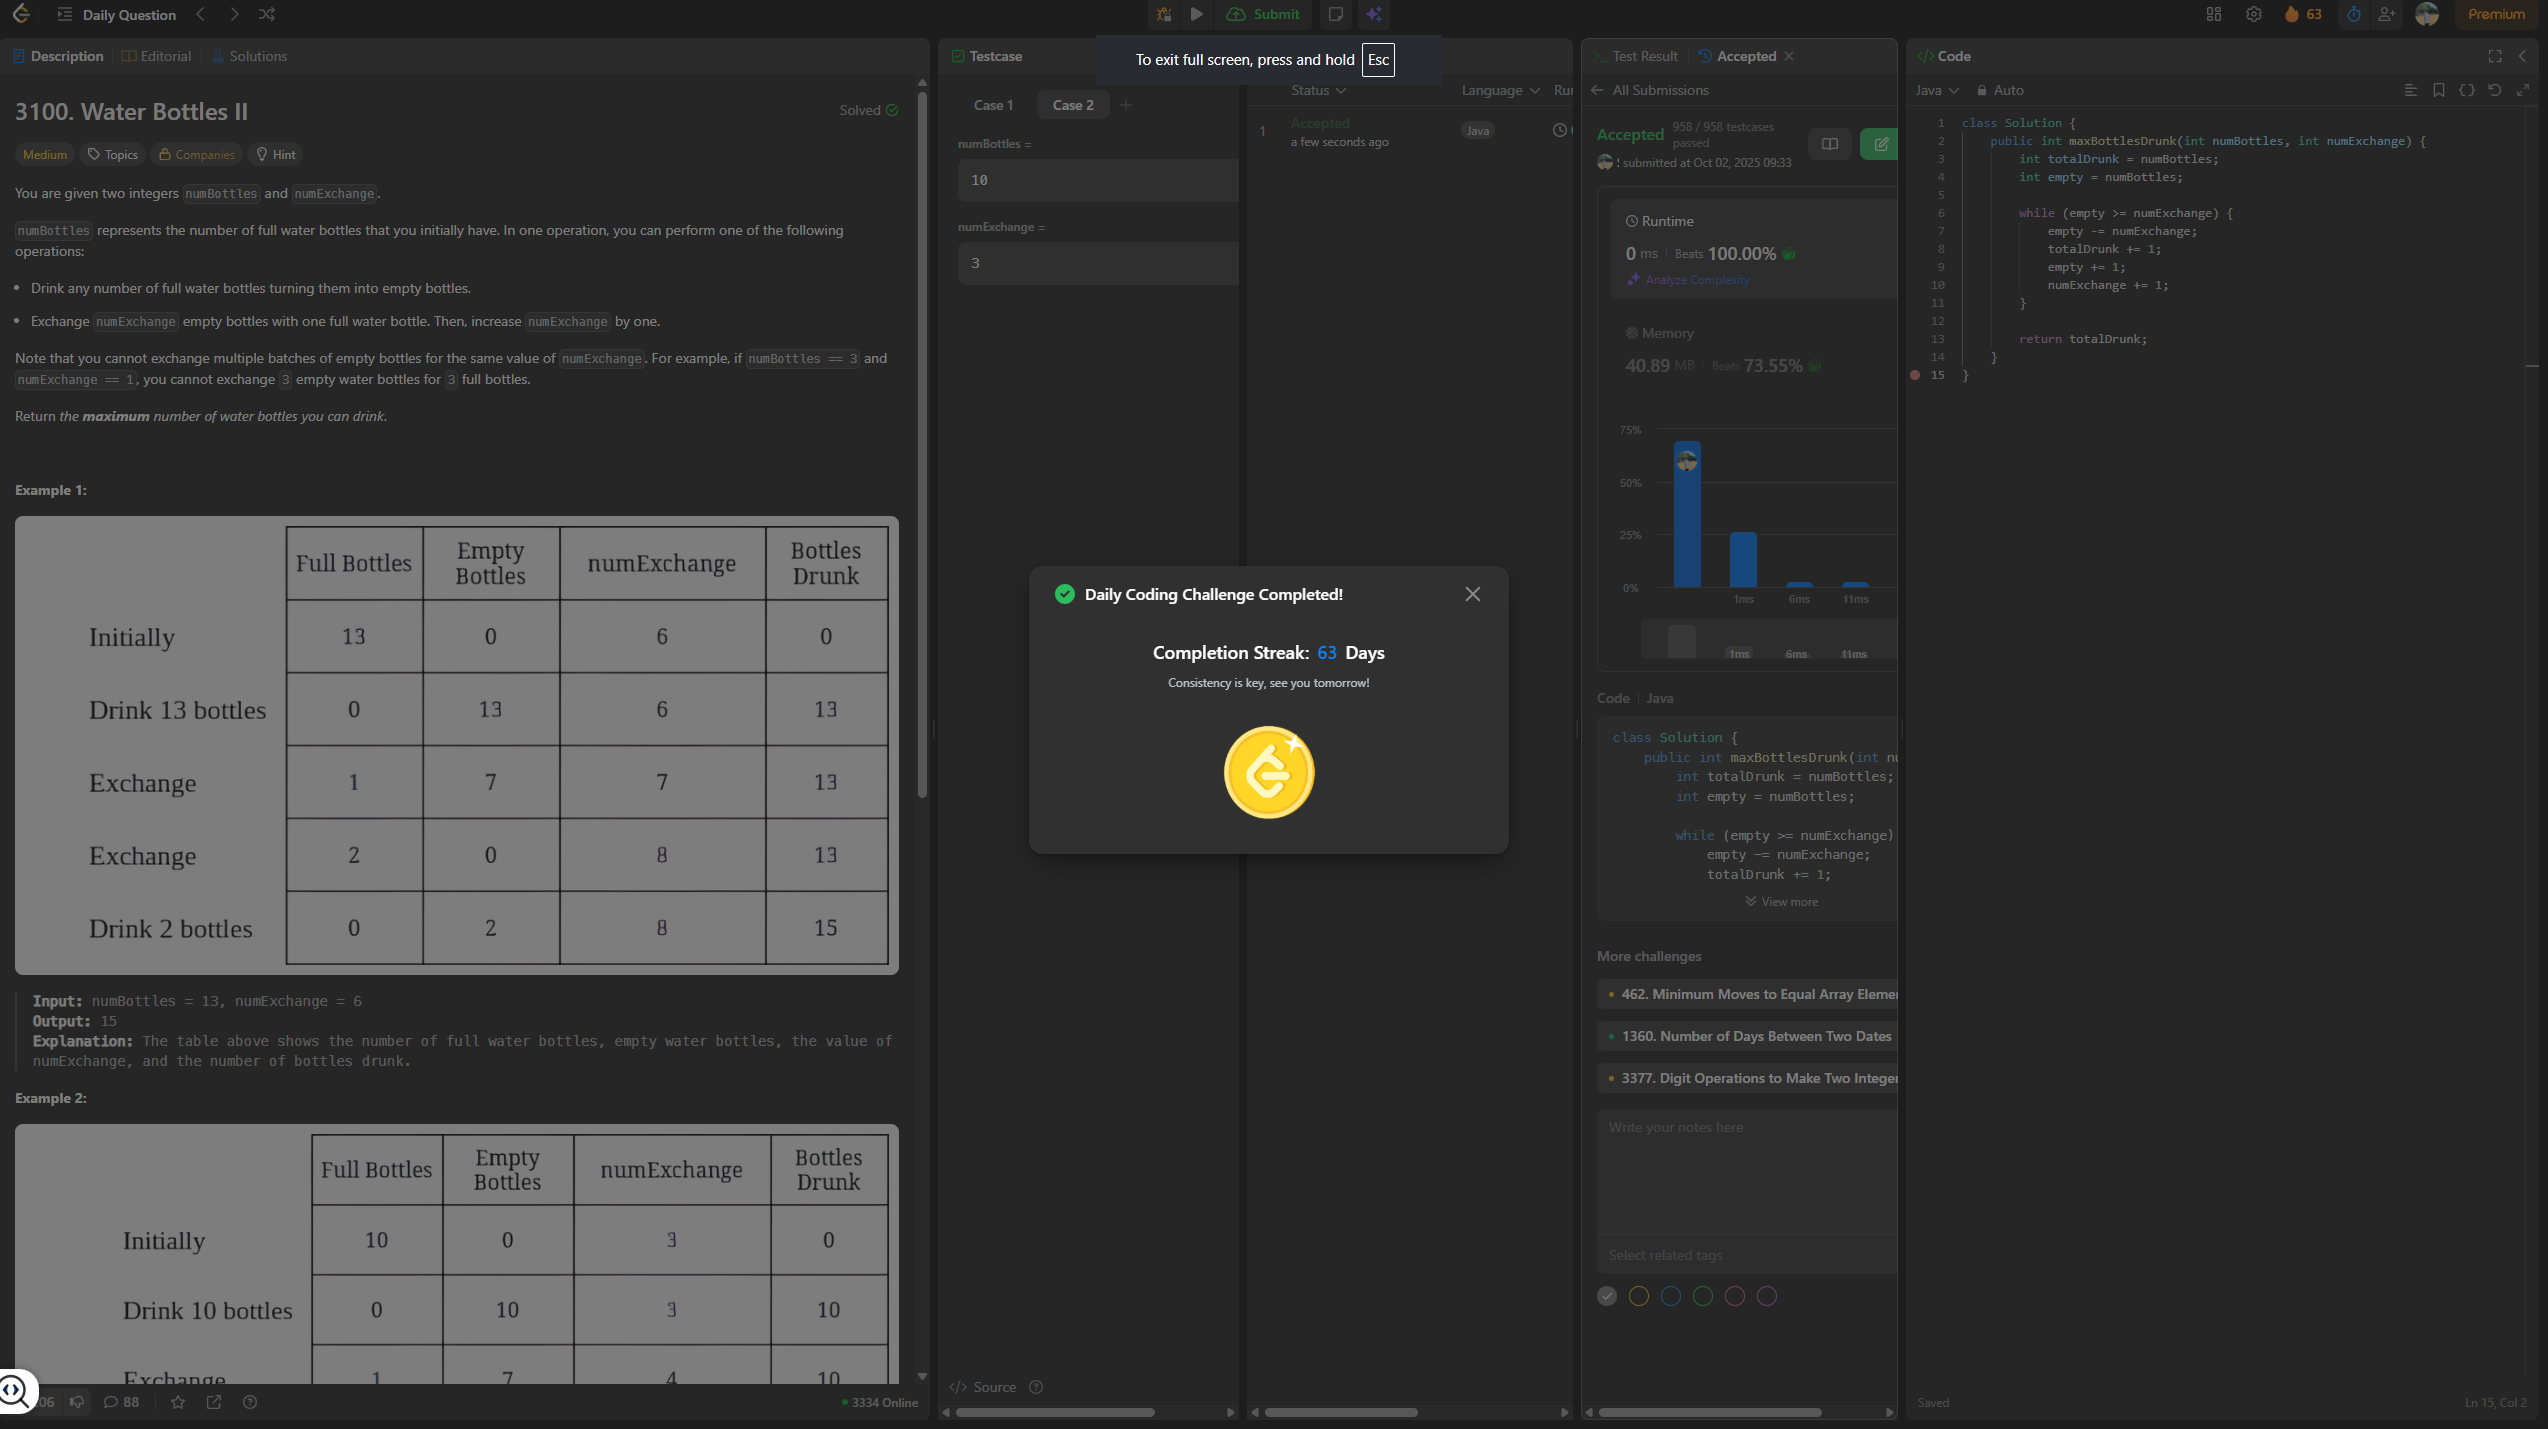 Daily Question
Submit
63
Premium
To exit full screen, press and hold Esc
Description
Editorial
Solutions
3100. Water Bottles II
Solved
Medium
Topics
Companies
Hint
You are given two integers numBottles and numExchange.
numBottles represents the number of full water bottles that you initially have. In one operation, you can perform one of the following
operations:
• Drink any number of full water bottles turning them into empty bottles.
• Exchange numExchange empty bottles with one full water bottle. Then, increase numExchange by one.
Note that you cannot exchange multiple batches of empty bottles for the same value of numExchange. For example, if numBottles == 3 and
numExchange == 1, you cannot exchange 3 empty water bottles for 3 full bottles.
Return the maximum number of water bottles you can drink.
Example 1:
Full Bottles Empty Bottles numExchange Bottles Drunk
Initially 13 0 6 0
Drink 13 bottles 0 13 6 13
Exchange 1 7 7 13
Exchange 2 0 8 13
Drink 2 bottles 0 2 8 15
Input: numBottles = 13, numExchange = 6
Output: 15
Explanation: The table above shows the number of full water bottles, empty water bottles, the value of
numExchange, and the number of bottles drunk.
Example 2:
Full Bottles Empty Bottles numExchange Bottles Drunk
Initially 10 0 3 0
Drink 10 bottles 0 10 3 10
Exchange 1 7 4 10
88
3334 Online
Testcase
Case 1
Case 2
numBottles =
10
numExchange =
3
Source
Status
Language
1
Accepted
a few seconds ago
Java
Test Result
Accepted
All Submissions
Accepted
958 / 958 testcases
passed
submitted at Oct 02, 2025 09:33
Runtime
0 ms Beats 100.00%
Analyze Complexity
Memory
40.89 MB Beats 73.55%
75%
50%
25%
0%
1ms 6ms 11ms
1ms 6ms 11ms
Code | Java
class Solution {
public int maxBottlesDrunk(int
int totalDrunk = numBottles;
int empty = numBottles;
while (empty >= numExchange)
empty -= numExchange;
totalDrunk += 1;
View more
More challenges
462. Minimum Moves to Equal Array
1360. Number of Days Between Two Dates
3377. Digit Operations to Make Two
Write your notes here
Select related tags
Daily Coding Challenge Completed!
Completion Streak: 63 Days
Consistency is key, see you tomorrow!
Code
Java
Auto
1 class Solution {
2 public int maxBottlesDrunk(int numBottles, int numExchange) {
3 int totalDrunk = numBottles;
4 int empty = numBottles;
5
6 while (empty >= numExchange) {
7 empty -= numExchange;
8 totalDrunk += 1;
9 empty += 1;
10 numExchange += 1;
11 }
12
13 return totalDrunk;
14 }
15 }
Saved
Ln 15, Col 2